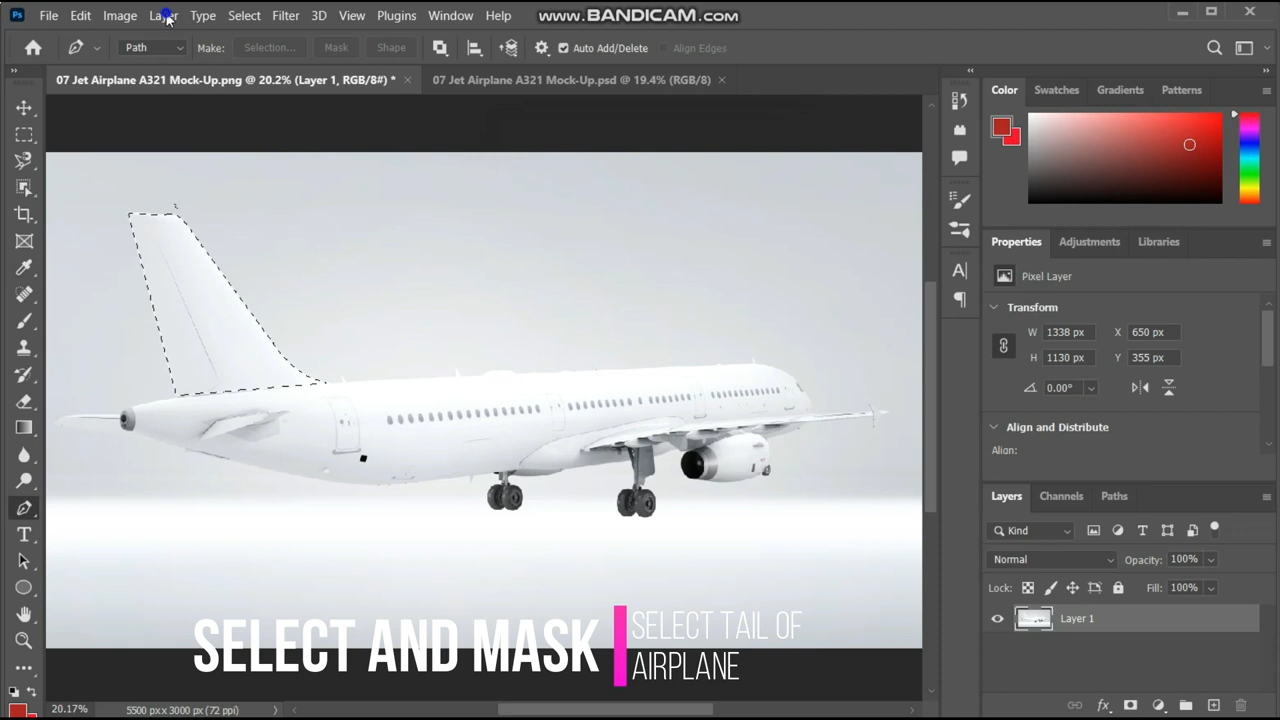 Ps File Edit Image Layer Type Select Filter 3D View Plugins Window Help
www.BANDICAM.com
Path Make: Selection... Mask Shape Auto Add/Delete Align Edges
07 Jet Airplane A321 Mock-Up.png @ 20.2% (Layer 1, RGB/8#) *
07 Jet Airplane A321 Mock-Up.psd @ 19.4% (RGB/8)
Color Swatches Gradients Patterns
Properties Adjustments Libraries
Pixel Layer
Transform
W 1338 px X 650 px
H 1130 px Y 355 px
0.00°
Align and Distribute
Align:
Layers Channels Paths
Kind
Normal Opacity: 100%
Lock: Fill: 100%
Layer 1
SELECT AND MASK
SELECT TAIL OF
AIRPLANE
20.17% 5500 px x 3000 px (72 ppi)